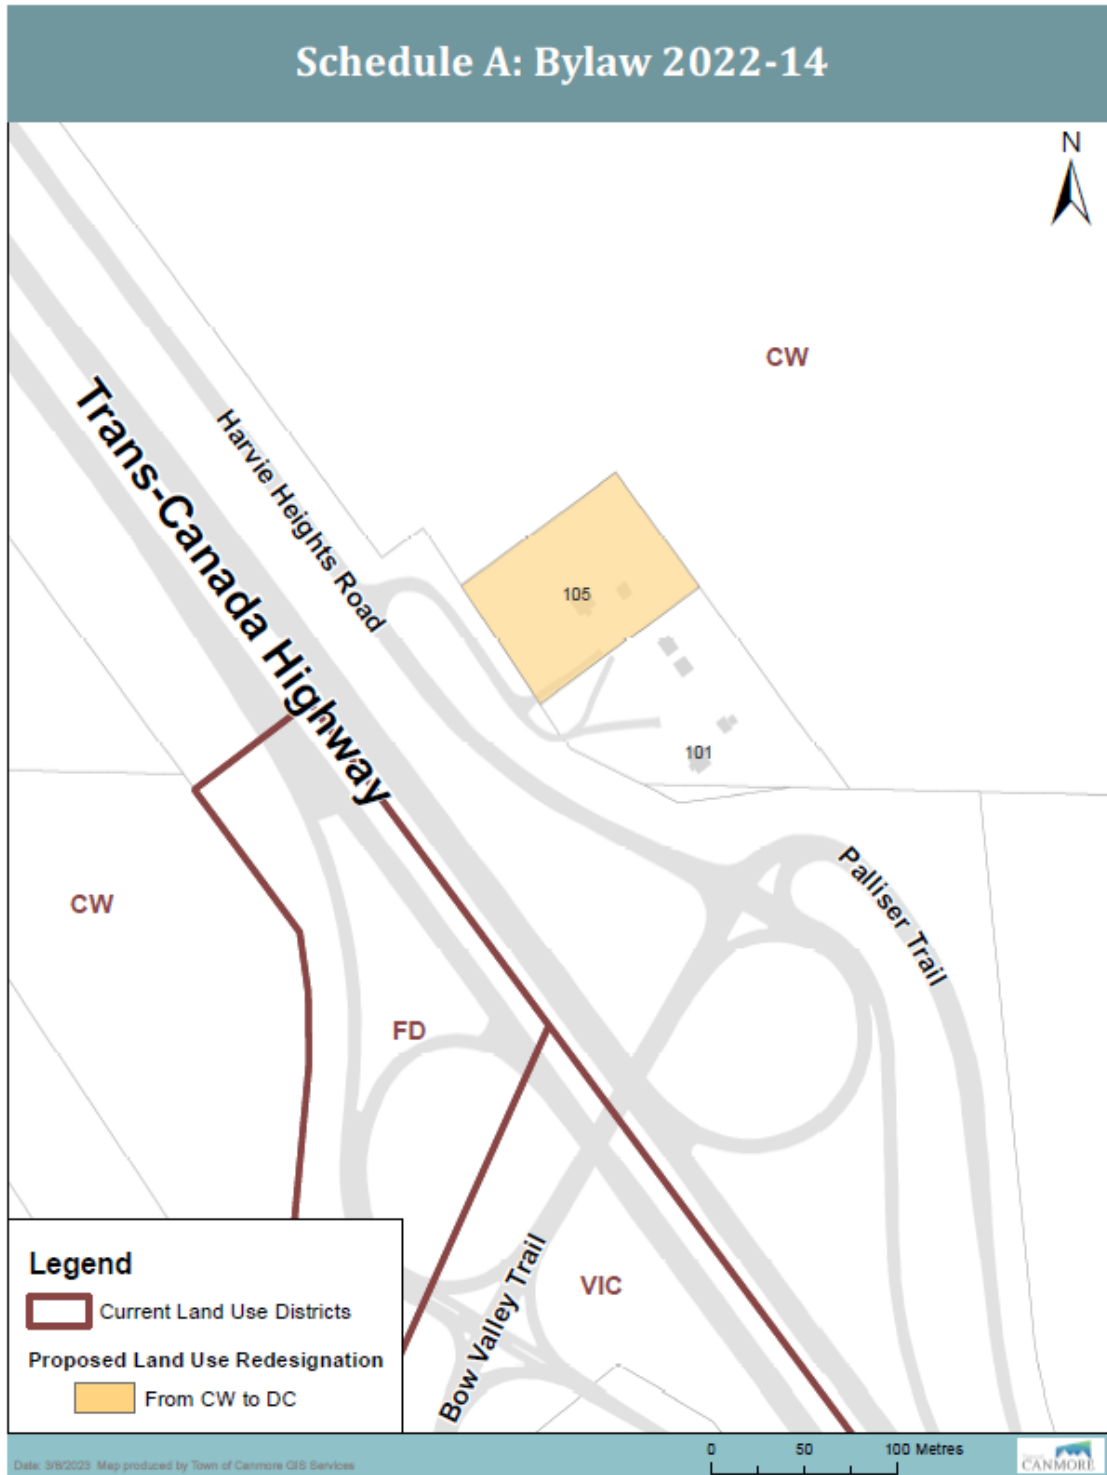 Schedule A: Bylaw 2022-14
N
CW
Trans-Canada Highway
Harvie Heights Road
105
101
Palliser Trail
CW
FD
VIC
Bow Valley Trail
Legend
Current Land Use Districts
Proposed Land Use Redesignation
From CW to DC
0 50 100 Metres
Date: 3/8/2023 Map produced by Town of Canmore GIS Services
CANMORE